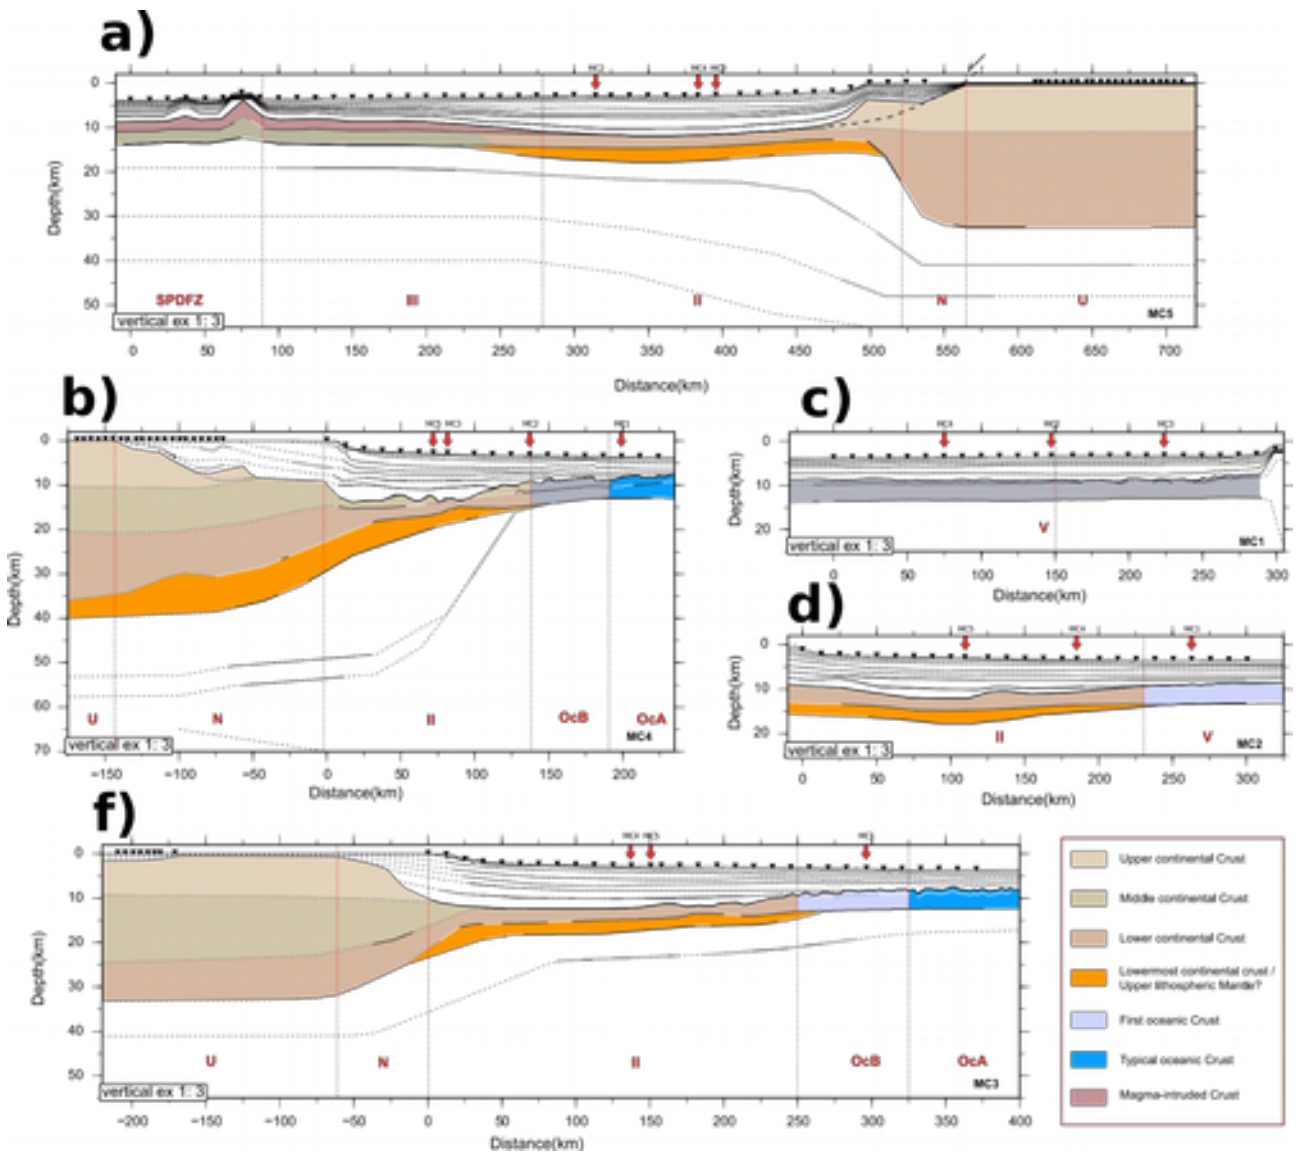 a)
0
10
20
30
40
50
Depth(km)
SPDFZ
III
II
N
U
vertical ex 1: 3
MC5
0 50 100 150 200 250 300 350 400 450 500 550 600 650 700
Distance(km)
b)
0
10
20
30
40
50
60
70
Depth(km)
U
N
II
OcB
OcA
MC4
vertical ex 1: 3
−150 −100 −50 0 50 100 150 200
Distance(km)
c)
0
10
20
Depth(km)
V
MC1
vertical ex 1: 3
0 50 100 150 200 250 300
Distance(km)
d)
0
10
20
Depth(km)
II
V
MC2
vertical ex 1: 3
0 50 100 150 200 250 300
Distance(km)
f)
0
10
20
30
40
50
Depth(km)
U
N
II
OcB
OcA
MC3
vertical ex 1: 3
−200 −150 −100 −50 0 50 100 150 200 250 300 350 400
Distance(km)
Upper continental Crust
Middle continental Crust
Lower continental Crust
Lowermost continental crust /
Upper lithospheric Mantle?
First oceanic Crust
Typical oceanic Crust
Magma-intruded Crust